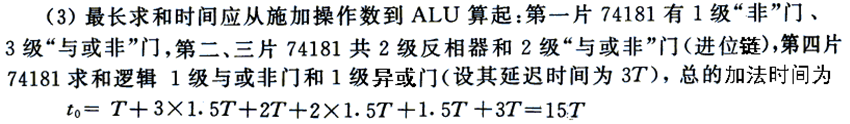 (3) 最长求和时间应从施加操作数到 ALU 算起:第一片 74181 有 1 级“非”门、
3 级“与或非”门,第二、三片 74181 共 2 级反相器和 2 级“与或非”门(进位链),第四片
74181 求和逻辑 1 级与或非门和 1 级异或门(设其延迟时间为 3T),总的加法时间为
t₀= T+3×1.5T+2T+2×1.5T+1.5T+3T=15T